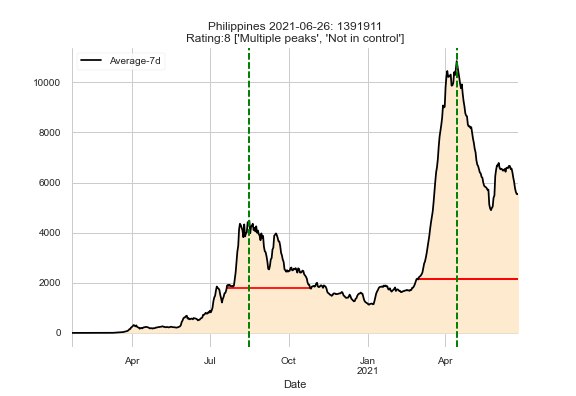 Philippines 2021-06-26: 1391911
Rating:8 ['Multiple peaks', 'Not in control']
Average-7d
10000
8000
6000
4000
2000
0
Apr
Jul
Oct
Jan
2021
Apr
Date